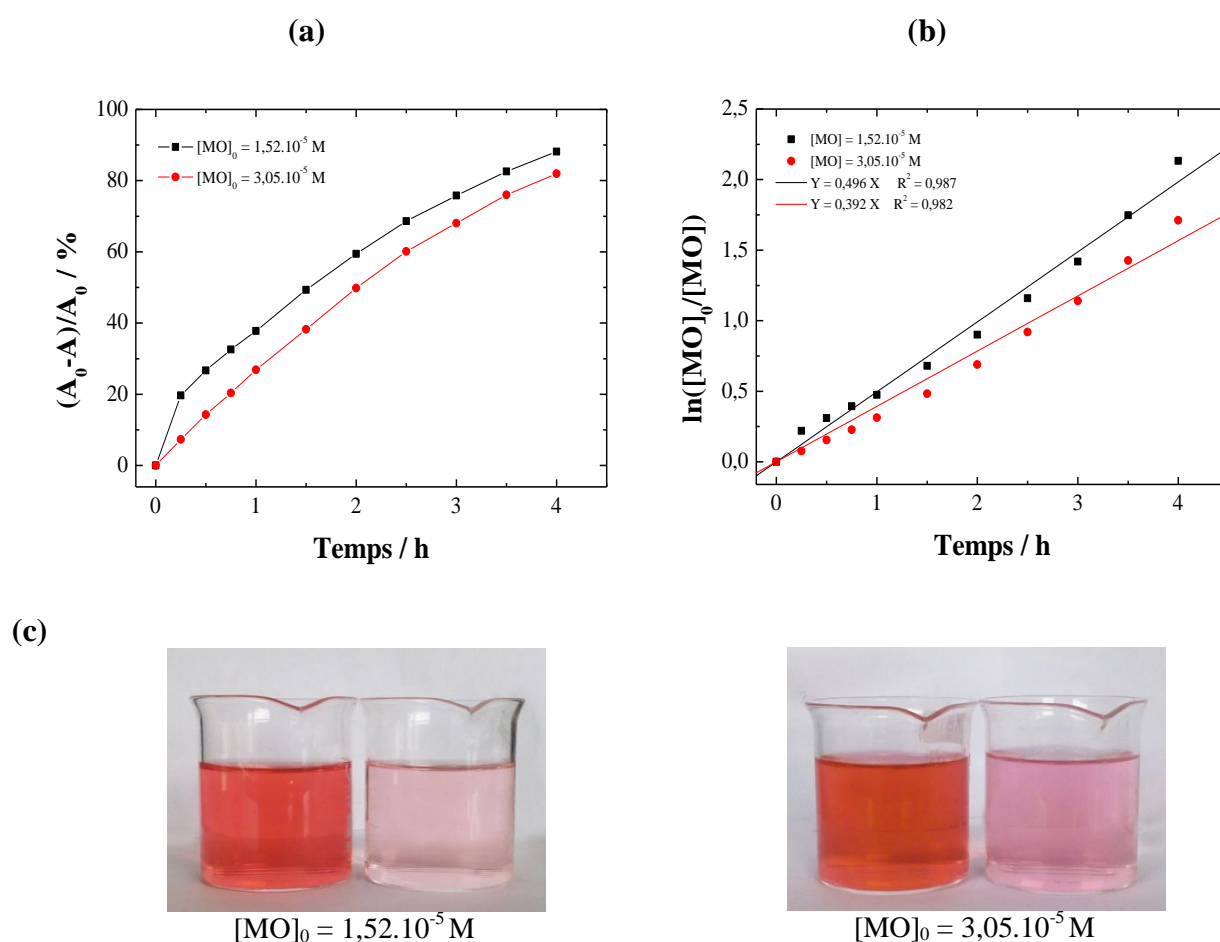 (a)
(A₀-A)/A₀ / %
100
80
60
40
20
0
[MO]₀ = 1,52.10⁻⁵ M
[MO]₀ = 3,05.10⁻⁵ M
0 1 2 3 4
Temps / h
(b)
ln([MO]₀/[MO])
2,5
2,0
1,5
1,0
0,5
0,0
[MO] = 1,52.10⁻⁵ M
[MO] = 3,05.10⁻⁵ M
Y = 0,496 X R² = 0,987
Y = 0,392 X R² = 0,982
0 1 2 3 4
Temps / h
(c)
[MO]₀ = 1,52.10⁻⁵ M
[MO]₀ = 3,05.10⁻⁵ M